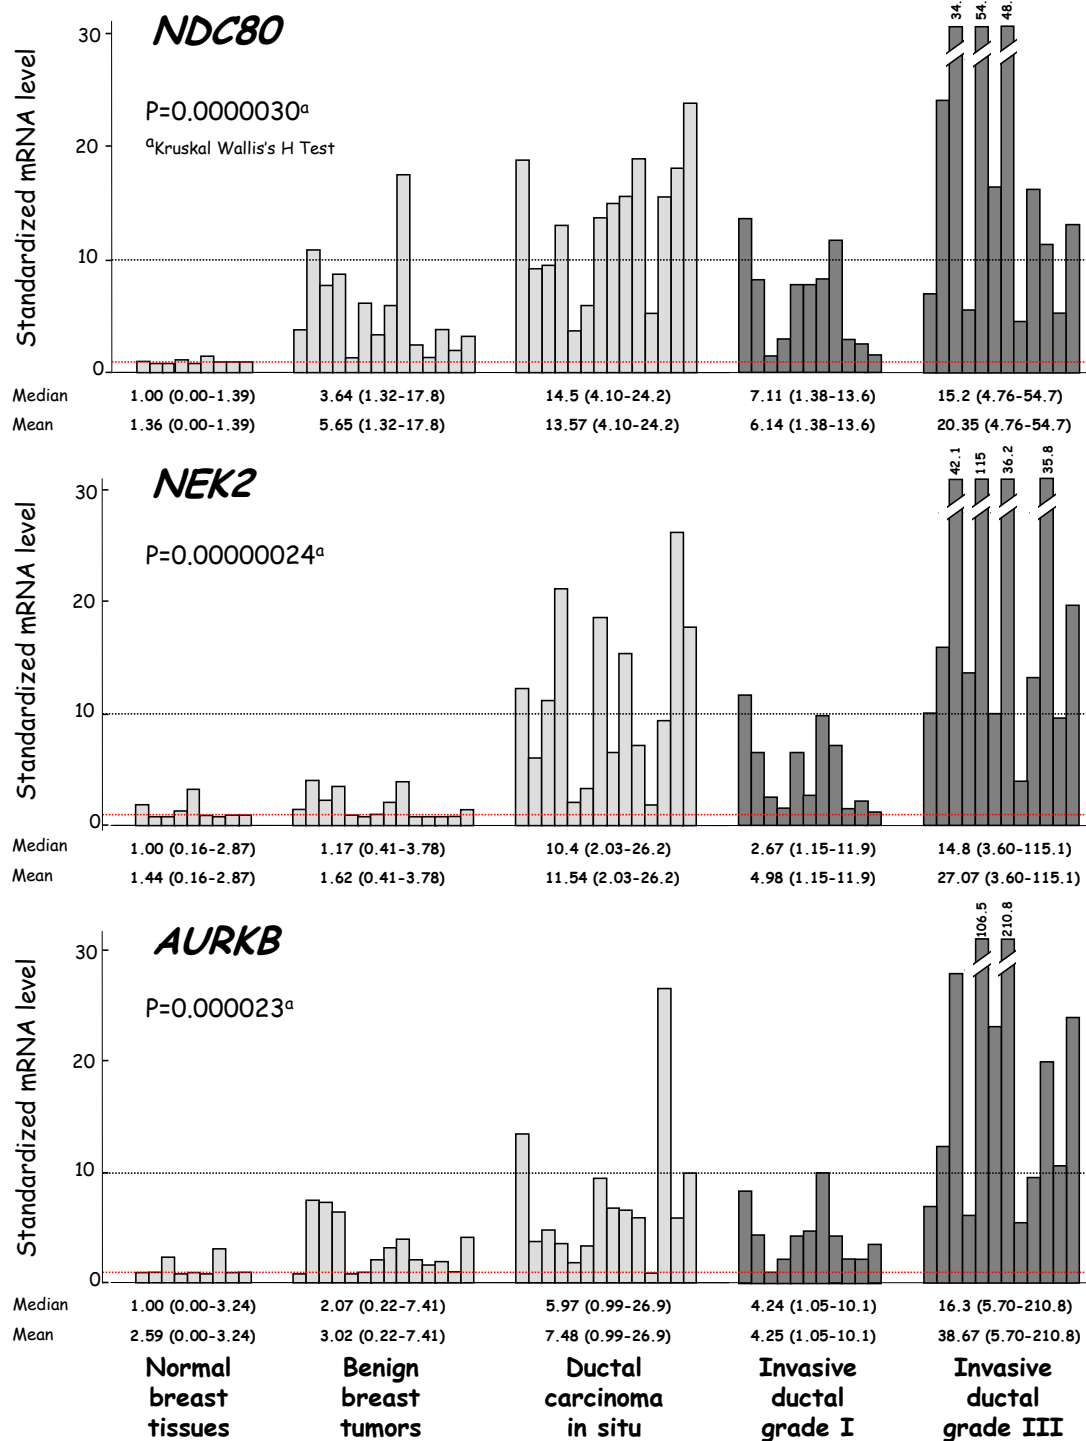 34.
54.
48.
NDC80
P=0.0000030a
aKruskal Wallis's H Test
Standardized mRNA level
30
20
10
0
Median 1.00 (0.00-1.39) 3.64 (1.32-17.8) 14.5 (4.10-24.2) 7.11 (1.38-13.6) 15.2 (4.76-54.7)
Mean 1.36 (0.00-1.39) 5.65 (1.32-17.8) 13.57 (4.10-24.2) 6.14 (1.38-13.6) 20.35 (4.76-54.7)
42.1
115
36.2
35.8
NEK2
P=0.00000024a
Standardized mRNA level
30
20
10
0
Median 1.00 (0.16-2.87) 1.17 (0.41-3.78) 10.4 (2.03-26.2) 2.67 (1.15-11.9) 14.8 (3.60-115.1)
Mean 1.44 (0.16-2.87) 1.62 (0.41-3.78) 11.54 (2.03-26.2) 4.98 (1.15-11.9) 27.07 (3.60-115.1)
106.5
210.8
AURKB
P=0.000023a
Standardized mRNA level
30
20
10
0
Median 1.00 (0.00-3.24) 2.07 (0.22-7.41) 5.97 (0.99-26.9) 4.24 (1.05-10.1) 16.3 (5.70-210.8)
Mean 2.59 (0.00-3.24) 3.02 (0.22-7.41) 7.48 (0.99-26.9) 4.25 (1.05-10.1) 38.67 (5.70-210.8)
Normal
breast
tissues
Benign
breast
tumors
Ductal
carcinoma
in situ
Invasive
ductal
grade I
Invasive
ductal
grade III